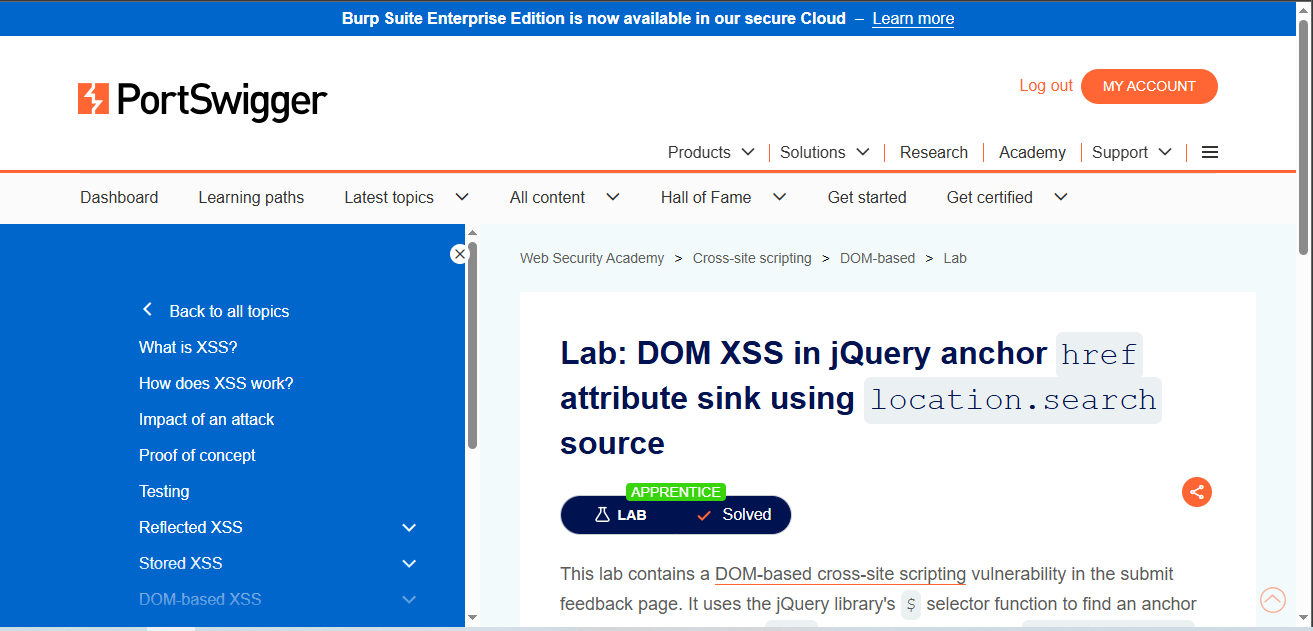 Burp Suite Enterprise Edition is now available in our secure Cloud – Learn more
PortSwigger
Log out MY ACCOUNT
Products Solutions Research Academy Support
Dashboard Learning paths Latest topics All content Hall of Fame Get started Get certified
Back to all topics
What is XSS?
How does XSS work?
Impact of an attack
Proof of concept
Testing
Reflected XSS
Stored XSS
DOM-based XSS
Web Security Academy > Cross-site scripting > DOM-based > Lab
Lab: DOM XSS in jQuery anchor href
attribute sink using location.search
source
APPRENTICE
LAB Solved
This lab contains a DOM-based cross-site scripting vulnerability in the submit
feedback page. It uses the jQuery library's $ selector function to find an anchor